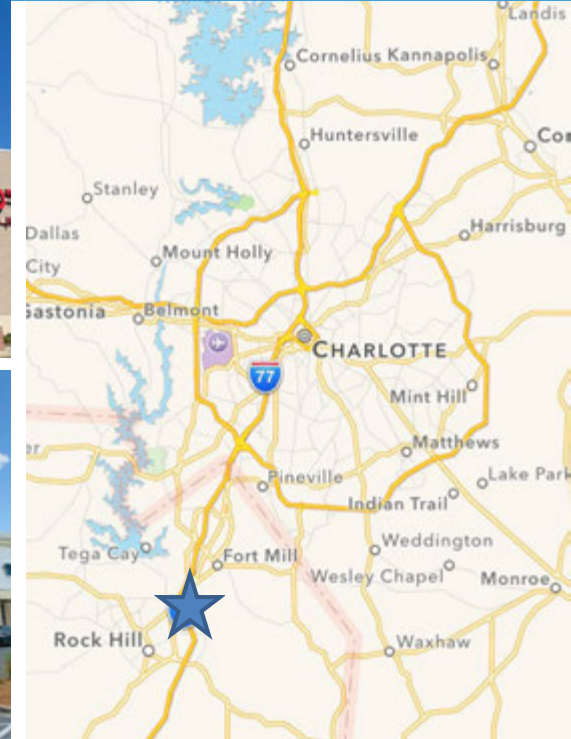 Landis
Cornelius Kannapolis
Huntersville
Stanley
Harrisburg
Dallas
City
Mount Holly
Belmont
CHARLOTTE
77
Mint Hill
Matthews
Pineville
Lake Park
Indian Trail
Weddington
Tega Cay
Fort Mill
Wesley Chapel
Monroe
Rock Hill
Waxhaw